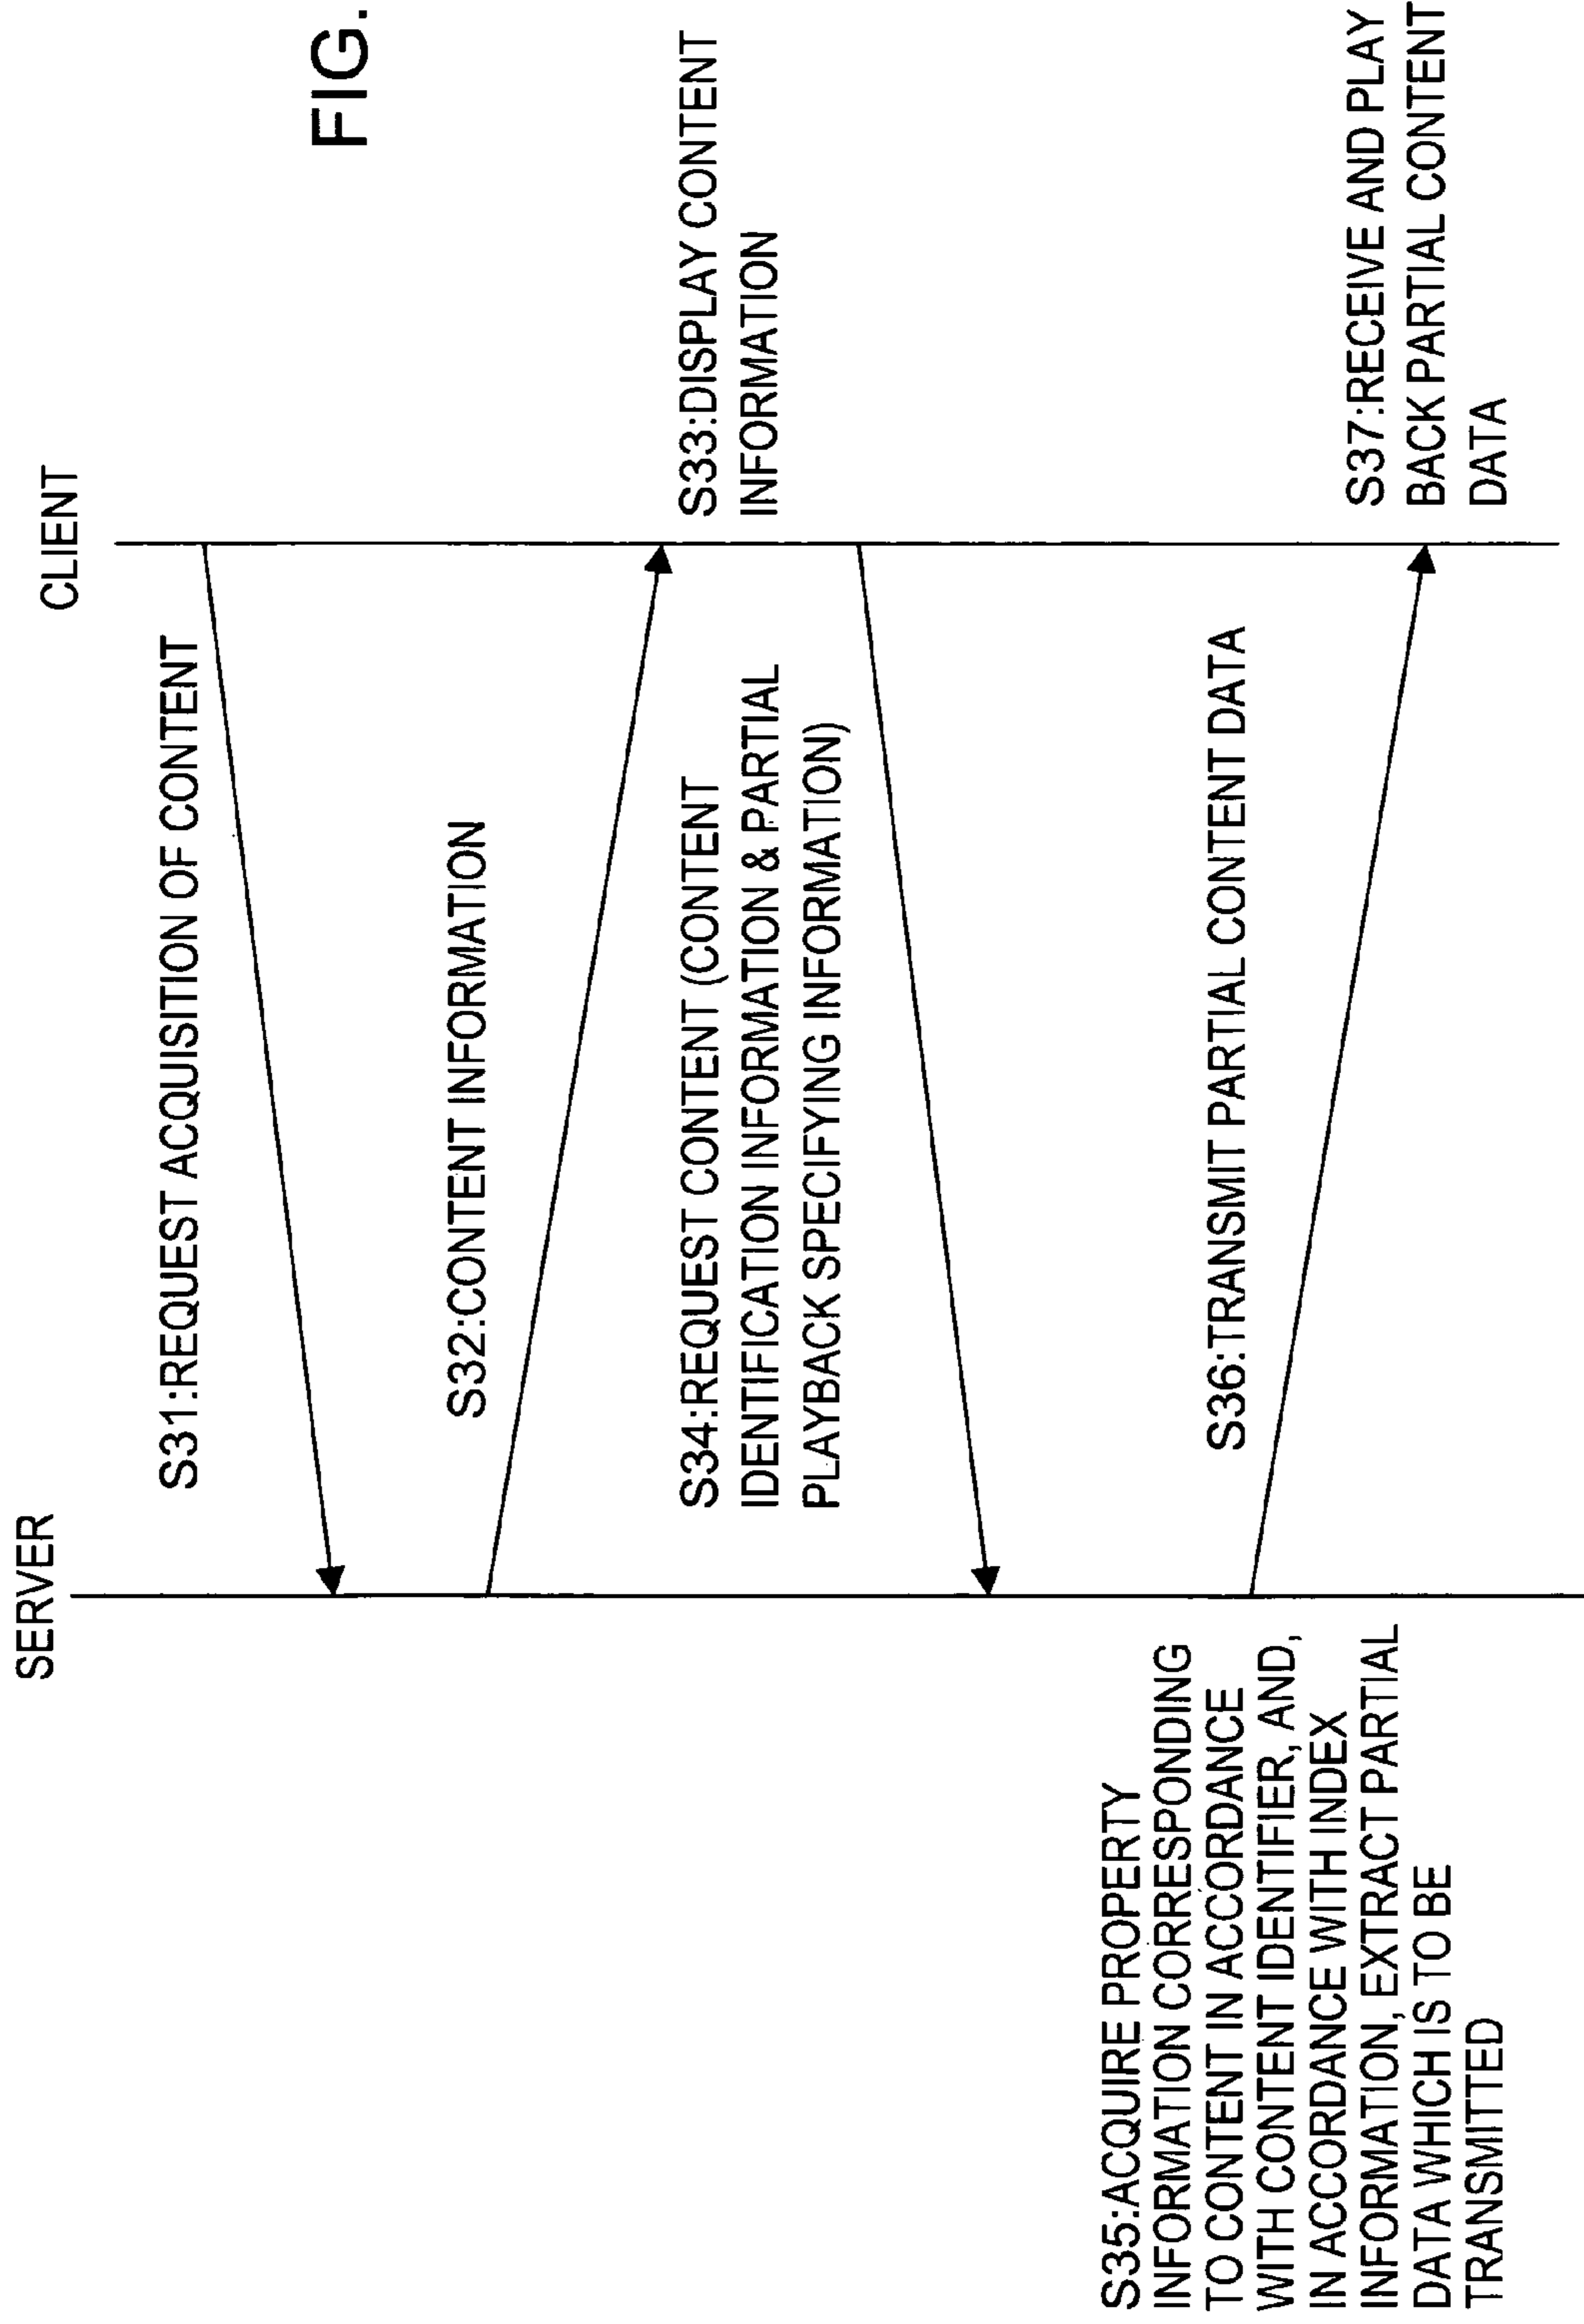 FIG.
SERVER
CLIENT
S31:REQUEST ACQUISITION OF CONTENT
S32:CONTENT INFORMATION
S33:DISPLAY CONTENT
INFORMATION
S34:REQUEST CONTENT (CONTENT
IDENTIFICATION INFORMATION & PARTIAL
PLAYBACK SPECIFYING INFORMATION)
S35:ACQUIRE PROPERTY
INFORMATION CORRESPONDING
TO CONTENT IN ACCORDANCE
WITH CONTENT IDENTIFIER, AND,
IN ACCORDANCE WITH INDEX
INFORMATION, EXTRACT PARTIAL
DATA WHICH IS TO BE
TRANSMITTED
S36:TRANSMIT PARTIAL CONTENT DATA
S37:RECEIVE AND PLAY
BACK PARTIAL CONTENT
DATA